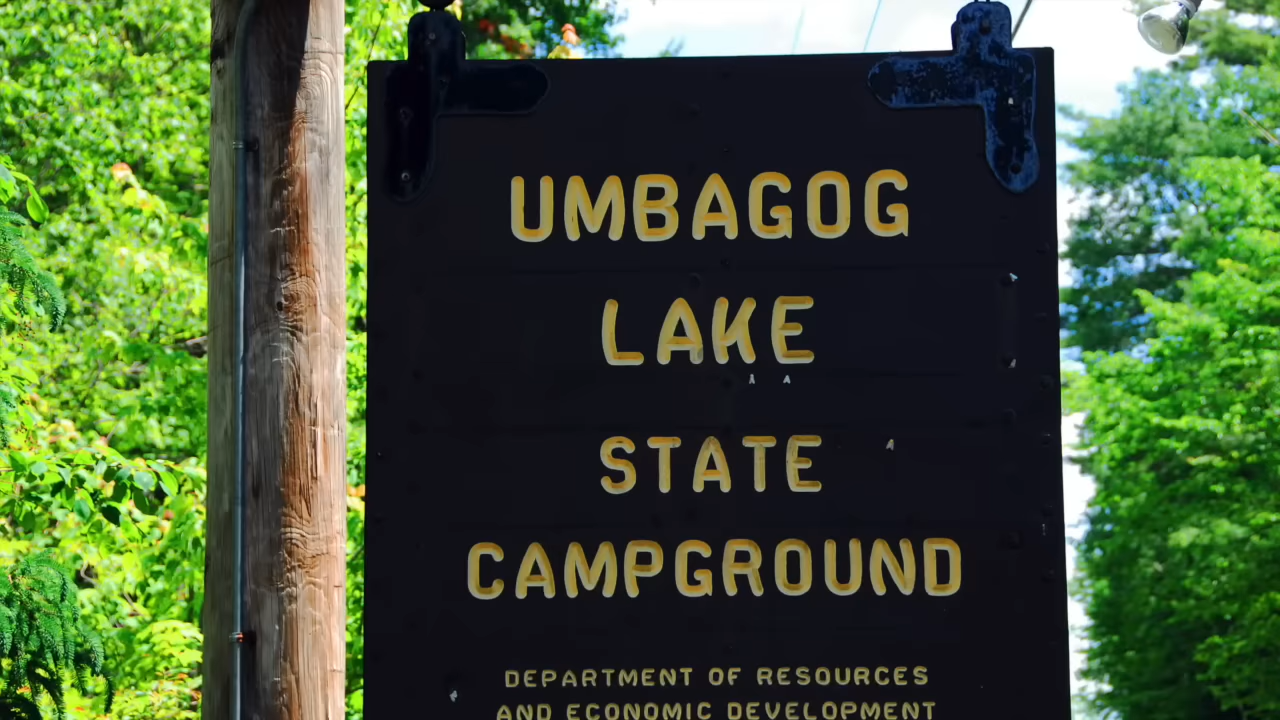 UMBAGOG
LAKE
STATE
CAMPGROUND
DEPARTMENT OF RESOURCES
AND ECONOMIC DEVELOPMENT